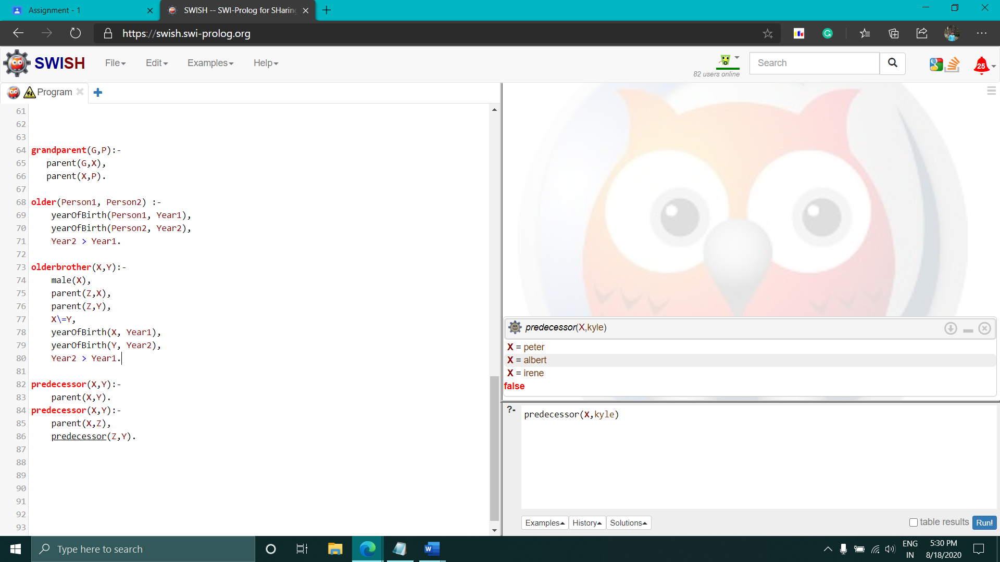 Assignment - 1
SWISH -- SWI-Prolog for SHaring
https://swish.swi-prolog.org
SWISH
File
Edit
Examples
Help
82 users online
Search
25
Program
61
62
63
64 grandparent(G,P):-
65 parent(G,X),
66 parent(X,P).
67
68 older(Person1, Person2) :-
69 yearOfBirth(Person1, Year1),
70 yearOfBirth(Person2, Year2),
71 Year2 > Year1.
72
73 olderbrother(X,Y):-
74 male(X),
75 parent(Z,X),
76 parent(Z,Y),
77 X\=Y,
78 yearOfBirth(X, Year1),
79 yearOfBirth(Y, Year2),
80 Year2 > Year1.
81
82 predecessor(X,Y):-
83 parent(X,Y).
84 predecessor(X,Y):-
85 parent(X,Z),
86 predecessor(Z,Y).
87
88
89
90
91
92
93
predecessor(X,kyle)
X = peter
X = albert
X = irene
false
?- predecessor(X,kyle)
Examples
History
Solutions
table results
Run!
Type here to search
W
ENG
IN
5:30 PM
8/18/2020